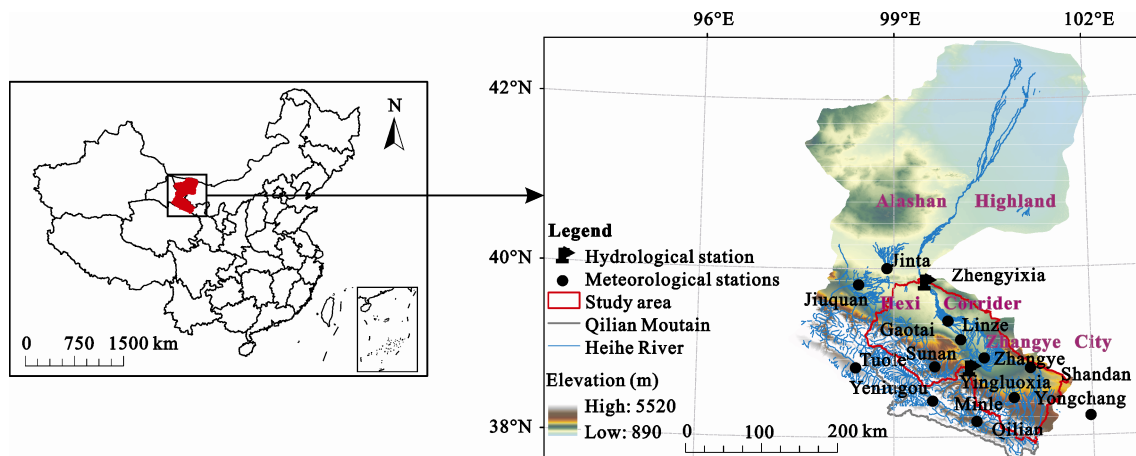 N
0 750 1500 km
96°E 99°E 102°E
42°N
40°N
38°N
Legend
Hydrological station
Meteorological stations
Study area
Qilian Moutain
Heihe River
Elevation (m)
High: 5520
Low: 890
0 100 200 km
Alashan Highland
Jinta
Zhengyixia
Jiuquan
Hexi Corrider
Gaotai
Linze
Zhangye City
Tuole
Sunan
Zhangye
Shandan
Yeniugou
Yingluoxia
Yongchang
Minle
Qilian